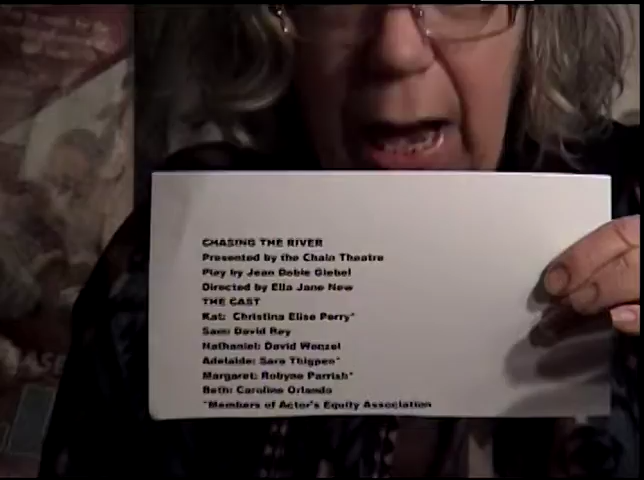 CHASING THE RIVER
Presented by the Chain Theatre
Play by Jean Dobie Giebel
Directed by Ella Jane New
THE CAST
Kat: Christina Elise Perry*
Sam: David Rey
Nathaniel: David Wenzel
Adelaide: Sara Thigpen*
Margaret: Robyne Parrish*
Beth: Caroline Orlando
*Members of Actor's Equity Association